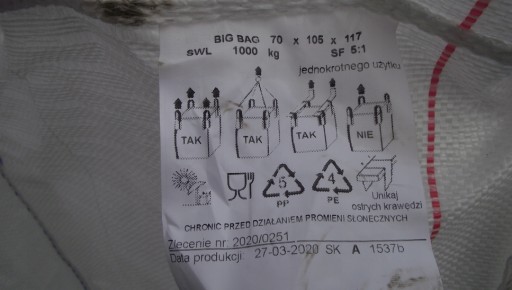 BIG BAG 70 x 105 x 117
SWL 1000 kg SF 5:1
jednokrotnego użytku
TAK TAK TAK NIE
5 4
PP PE
Unikaj
ostrych krawędzi
CHRONIĆ PRZED DZIAŁANIEM PROMIENI SŁONECZNYCH
Zlecenie nr. 2020/0251
Data produkcji: 27-03-2020 SK A 1537b